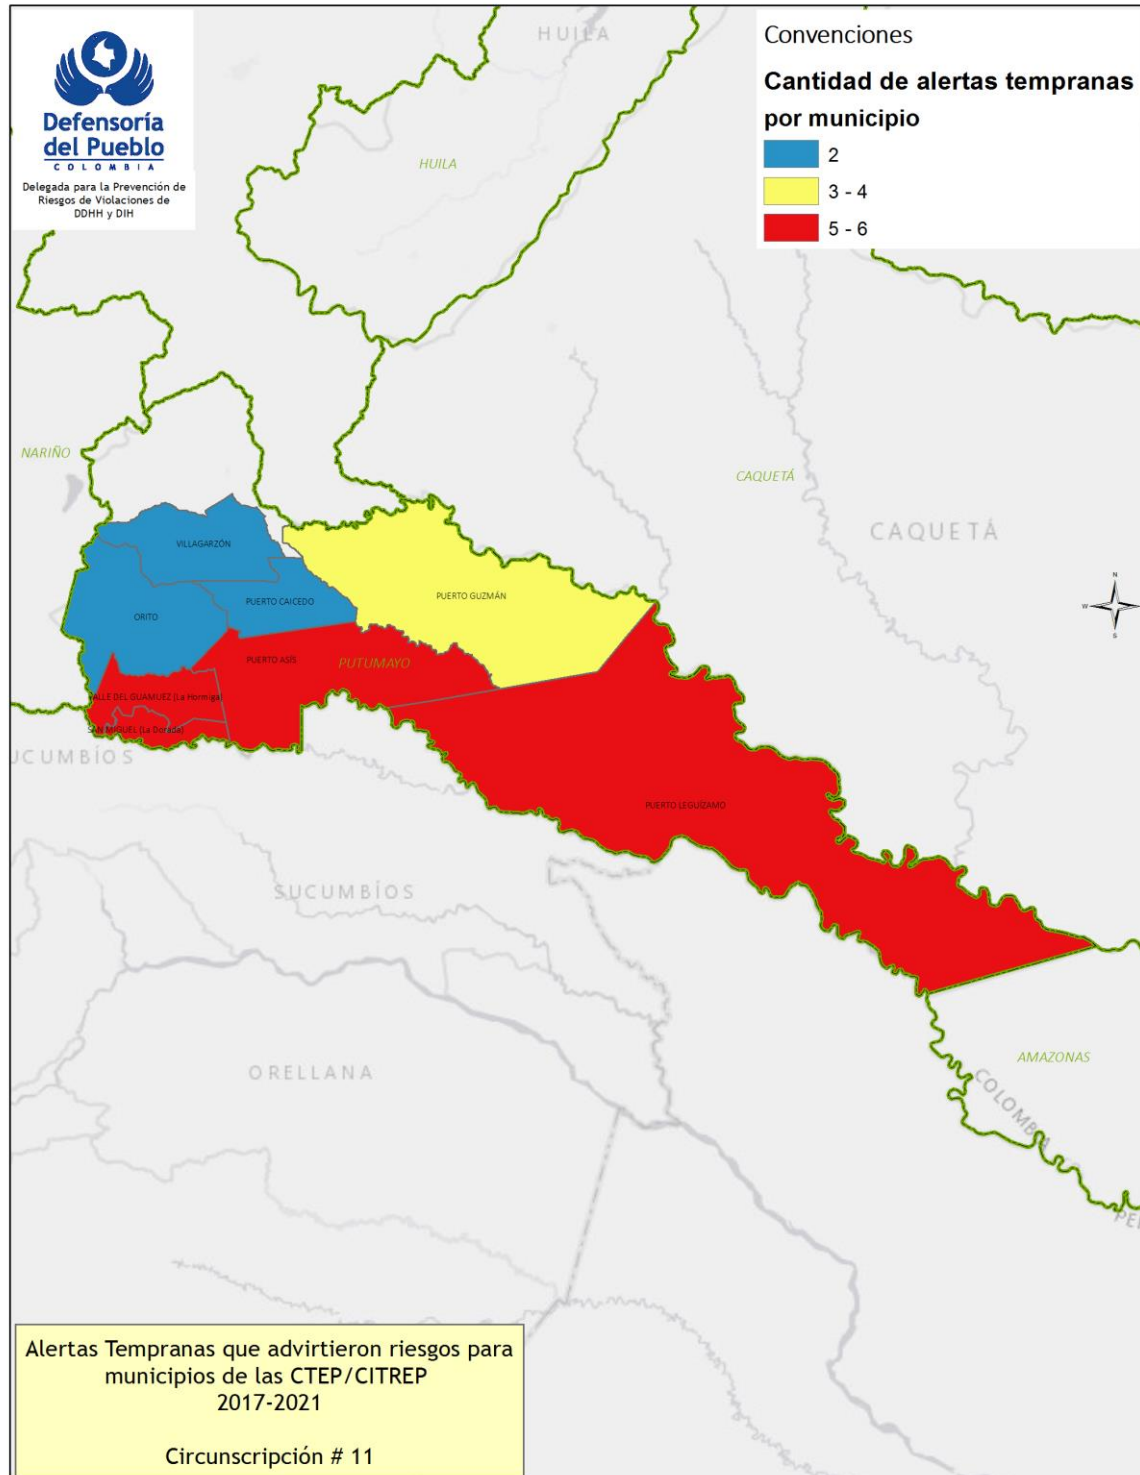 Defensoría
del Pueblo
COLOMBIA
Delegada para la Prevención de
Riesgos de Violaciones de
DDHH y DIH
Convenciones
Cantidad de alertas tempranas
por municipio
2
3 - 4
5 - 6
HUILA
HUILA
NARIÑO
CAQUETÁ
CAQUETÁ
VILLAGARZÓN
PUERTO CAICEDO
PUERTO GUZMÁN
ORITO
PUERTO ASÍS
PUTUMAYO
VALLE DEL GUAMUEZ (La Hormiga)
SAN MIGUEL (La Dorada)
N
W
S
UCUMBÍOS
PUERTO LEGUÍZAMO
SUCUMBÍOS
ORELLANA
AMAZONAS
COLOMBIA
PE
Alertas Tempranas que advirtieron riesgos para
municipios de las CTEP/CITREP
2017-2021
Circunscripción # 11